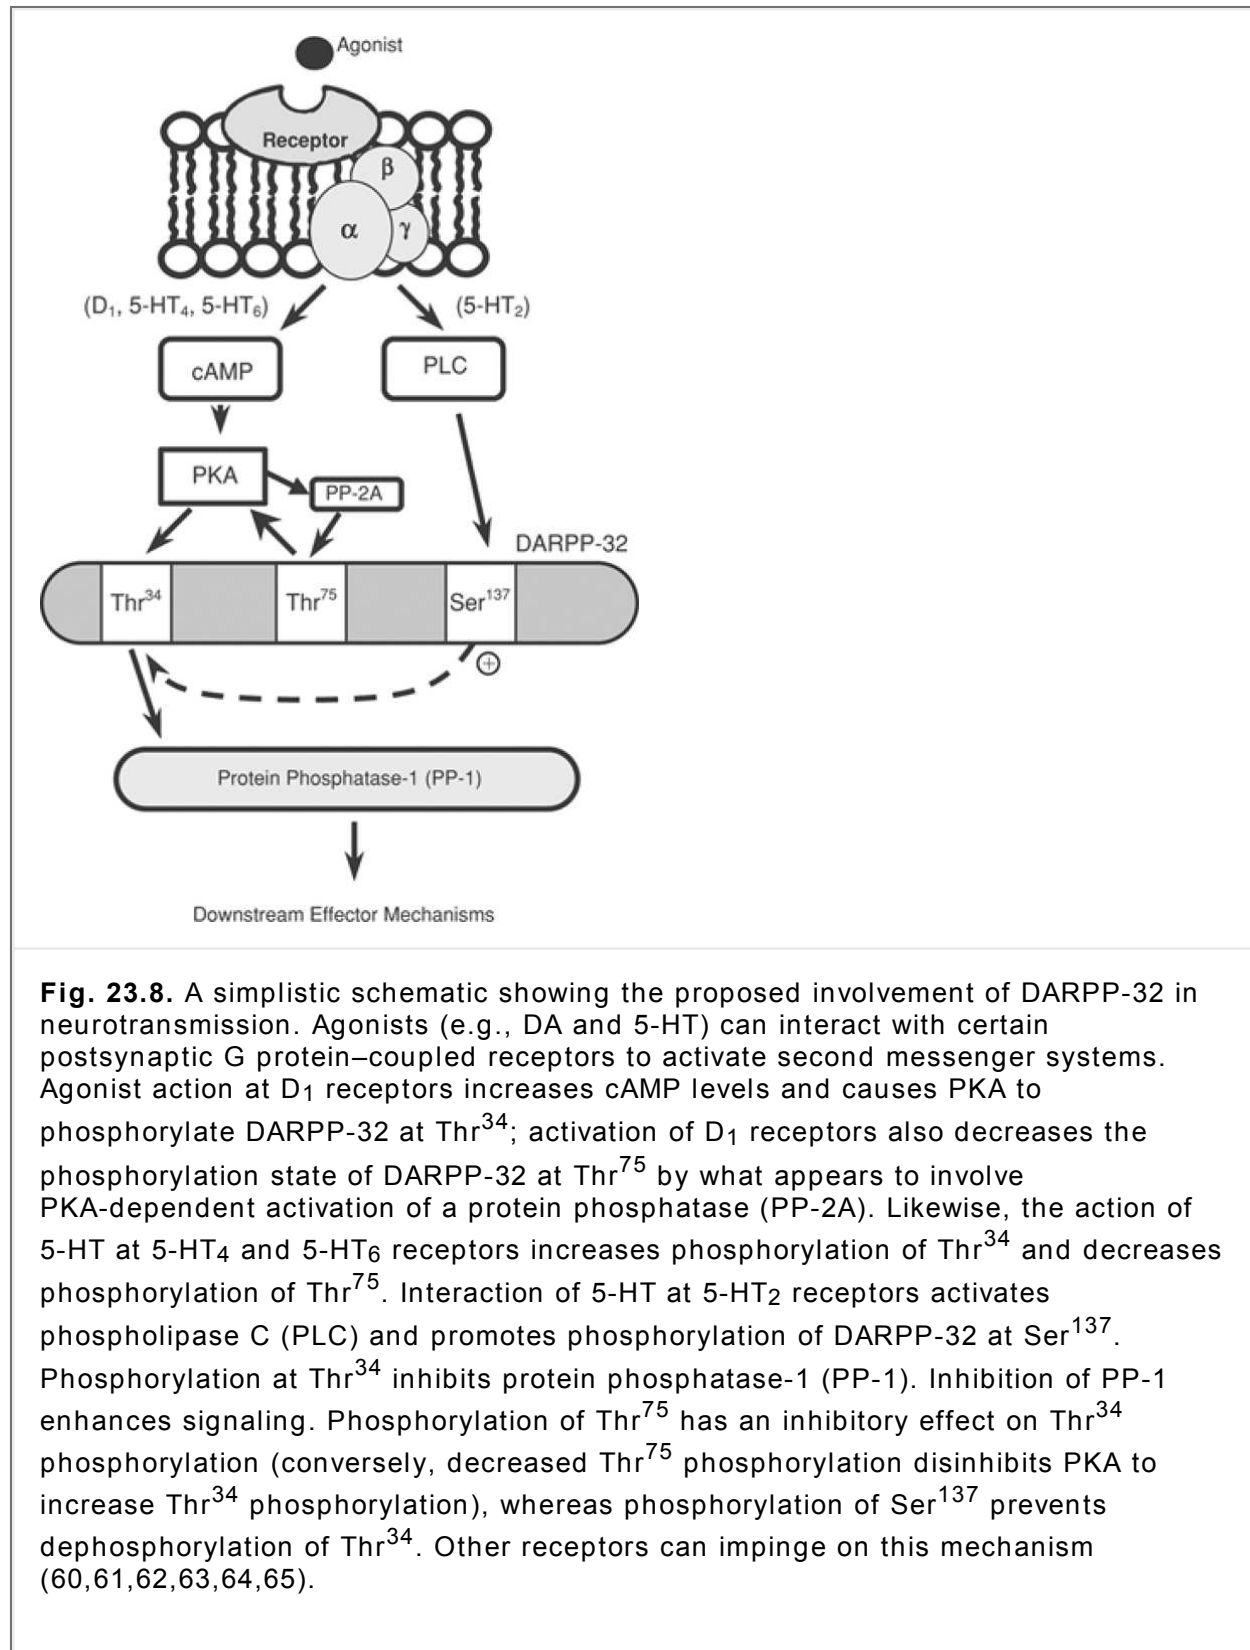 Agonist
Receptor
β
α
γ
(D₁, 5-HT₄, 5-HT₆)
(5-HT₂)
cAMP
PLC
PKA
PP-2A
DARPP-32
Thr³⁴
Thr⁷⁵
Ser¹³⁷
+
Protein Phosphatase-1 (PP-1)
Downstream Effector Mechanisms
Fig. 23.8. A simplistic schematic showing the proposed involvement of DARPP-32 in
neurotransmission. Agonists (e.g., DA and 5-HT) can interact with certain
postsynaptic G protein–coupled receptors to activate second messenger systems.
Agonist action at D₁ receptors increases cAMP levels and causes PKA to
phosphorylate DARPP-32 at Thr³⁴; activation of D₁ receptors also decreases the
phosphorylation state of DARPP-32 at Thr⁷⁵ by what appears to involve
PKA-dependent activation of a protein phosphatase (PP-2A). Likewise, the action of
5-HT at 5-HT₄ and 5-HT₆ receptors increases phosphorylation of Thr³⁴ and decreases
phosphorylation of Thr⁷⁵. Interaction of 5-HT at 5-HT₂ receptors activates
phospholipase C (PLC) and promotes phosphorylation of DARPP-32 at Ser¹³⁷.
Phosphorylation at Thr³⁴ inhibits protein phosphatase-1 (PP-1). Inhibition of PP-1
enhances signaling. Phosphorylation of Thr⁷⁵ has an inhibitory effect on Thr³⁴
phosphorylation (conversely, decreased Thr⁷⁵ phosphorylation disinhibits PKA to
increase Thr³⁴ phosphorylation), whereas phosphorylation of Ser¹³⁷ prevents
dephosphorylation of Thr³⁴. Other receptors can impinge on this mechanism
(60,61,62,63,64,65).